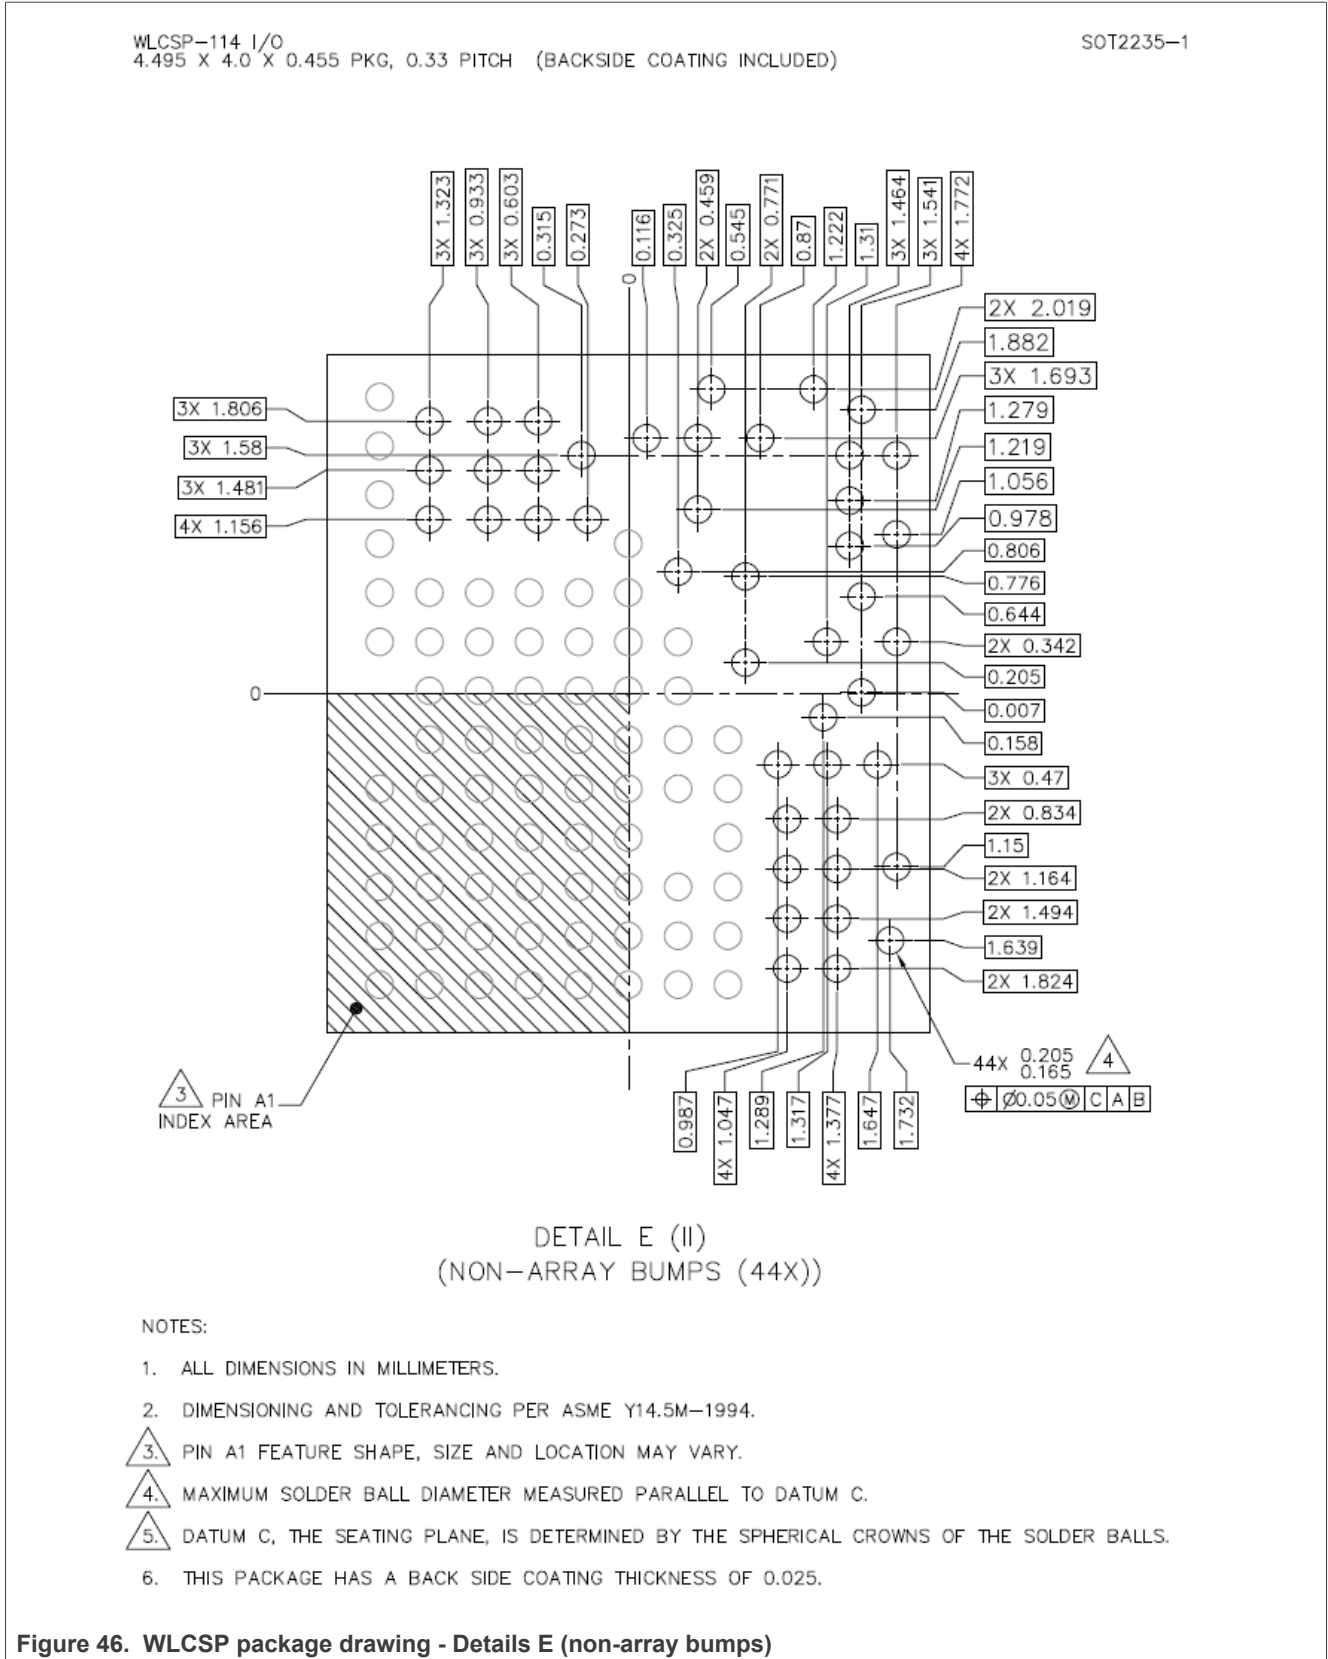 WLCSP-114 I/O
SOT2235-1
4.495 X 4.0 X 0.455 PKG, 0.33 PITCH (BACKSIDE COATING INCLUDED)
3X 1.323
3X 0.933
3X 0.603
0.315
0.273
0
0.116
0.325
2X 0.459
0.545
2X 0.771
0.87
1.222
1.31
3X 1.464
3X 1.541
4X 1.772
3X 1.806
3X 1.58
3X 1.481
4X 1.156
0
2X 2.019
1.882
3X 1.693
1.279
1.219
1.056
0.978
0.806
0.776
0.644
2X 0.342
0.205
0.007
0.158
3X 0.47
2X 0.834
1.15
2X 1.164
2X 1.494
1.639
2X 1.824
44X 0.205
0.165
4
⌖ Ø0.05Ⓜ C A B
3 PIN A1
INDEX AREA
0.987
4X 1.047
1.289
1.317
4X 1.377
1.647
1.732
DETAIL E (II)
(NON-ARRAY BUMPS (44X))
NOTES:
1. ALL DIMENSIONS IN MILLIMETERS.
2. DIMENSIONING AND TOLERANCING PER ASME Y14.5M-1994.
3. PIN A1 FEATURE SHAPE, SIZE AND LOCATION MAY VARY.
4. MAXIMUM SOLDER BALL DIAMETER MEASURED PARALLEL TO DATUM C.
5. DATUM C, THE SEATING PLANE, IS DETERMINED BY THE SPHERICAL CROWNS OF THE SOLDER BALLS.
6. THIS PACKAGE HAS A BACK SIDE COATING THICKNESS OF 0.025.
Figure 46. WLCSP package drawing - Details E (non-array bumps)